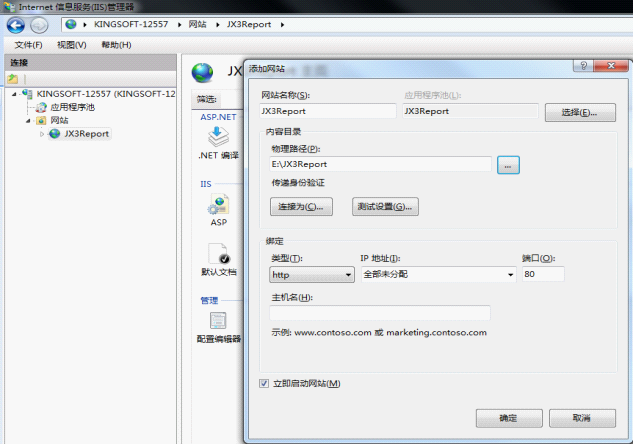 Internet 信息服务(IIS)管理器
KINGSOFT-12557 网站 JX3Report
文件(F) 视图(V) 帮助(H)
连接
KINGSOFT-12557 (KINGSOFT-12
应用程序池
网站
JX3Report
JX
筛选:
ASP.NET
.NET 编译
IIS
ASP
默认文档
管理
配置编辑器
添加网站
网站名称(S):
应用程序池(L):
JX3Report
JX3Report
选择(E)...
内容目录
物理路径(P):
E:\JX3Report
...
传递身份验证
连接为(C)...
测试设置(G)...
绑定
类型(T):
IP 地址(I):
端口(O):
http
全部未分配
80
主机名(H):
示例: www.contoso.com 或 marketing.contoso.com
立即启动网站(M)
确定
取消